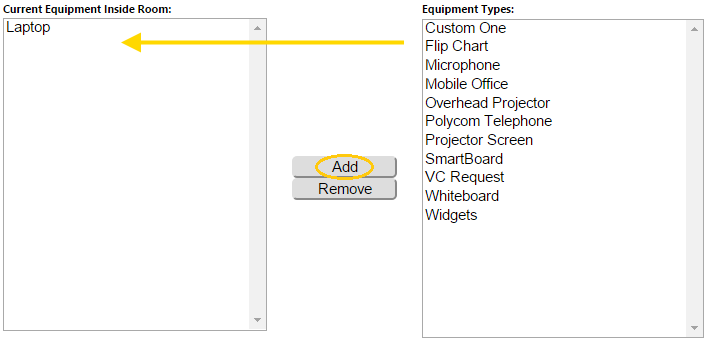 Current Equipment Inside Room:
Laptop
Add
Remove
Equipment Types:
Custom One
Flip Chart
Microphone
Mobile Office
Overhead Projector
Polycom Telephone
Projector Screen
SmartBoard
VC Request
Whiteboard
Widgets